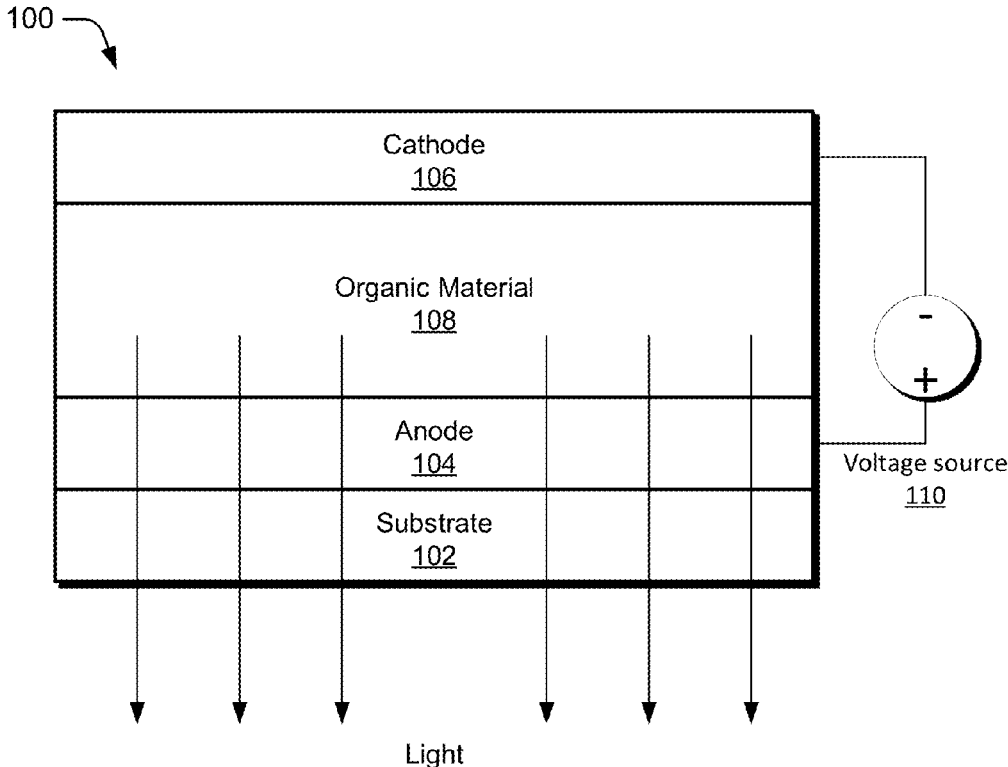 100
Cathode
106
Organic Material
108
-
+
Anode
104
Voltage source
110
Substrate
102
Light